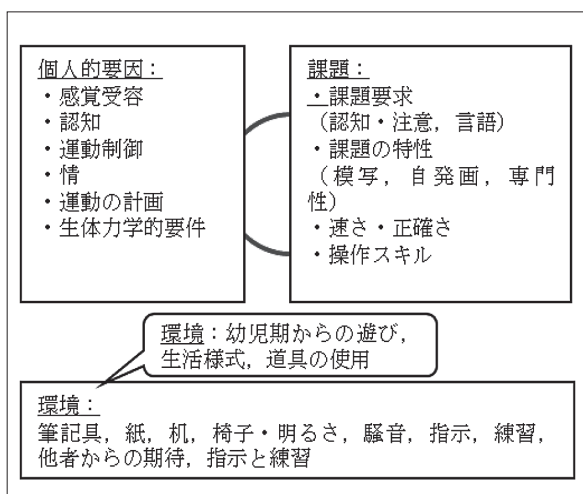 個人的要因：
・感覚受容
・認知
・運動制御
・情
・運動の計画
・生体力学的要件
課題：
・課題要求
（認知・注意，言語）
・課題の特性
（模写，自発画，専門
性）
・速さ・正確さ
・操作スキル
環境：幼児期からの遊び，
生活様式，道具の使用
環境：
筆記具，紙，机，椅子・明るさ，騒音，指示，練習，
他者からの期待，指示と練習